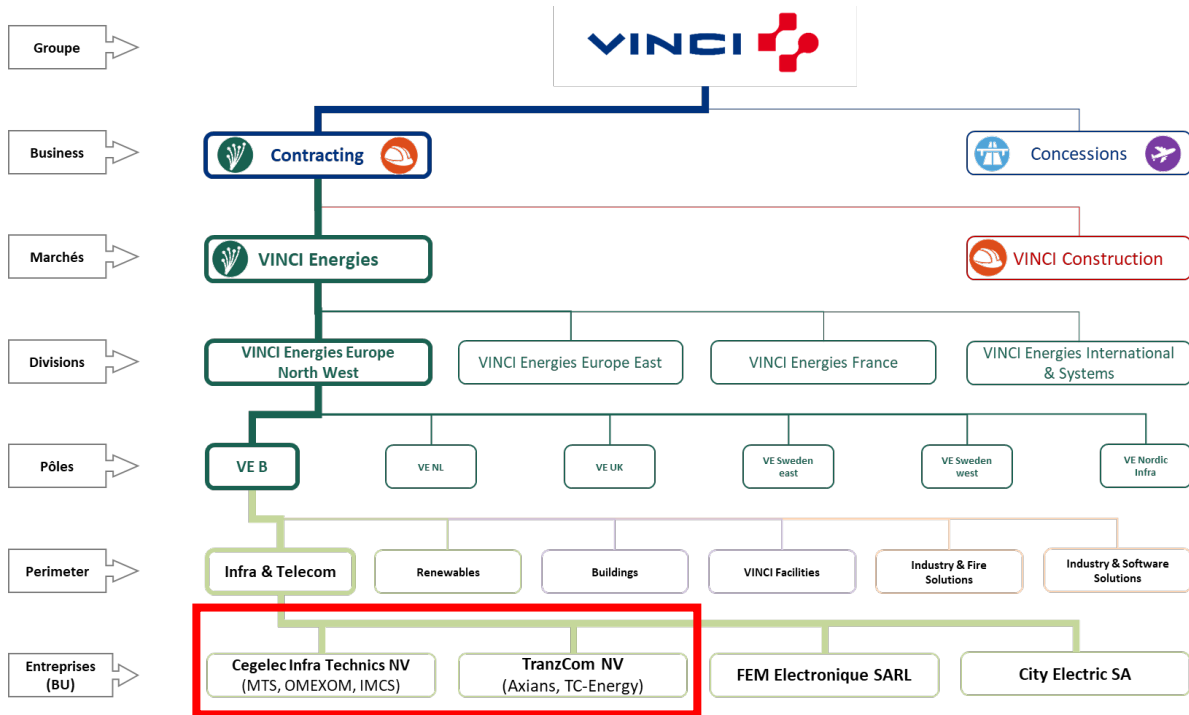 Groupe
VINCI
Business
Contracting
Concessions
Marchés
VINCI Energies
VINCI Construction
Divisions
VINCI Energies Europe
North West
VINCI Energies Europe East
VINCI Energies France
VINCI Energies International
& Systems
Pôles
VE B
VE NL
VE UK
VE Sweden
east
VE Sweden
west
VE Nordic
Infra
Perimeter
Infra & Telecom
Renewables
Buildings
VINCI Facilities
Industry & Fire
Solutions
Industry & Software
Solutions
Entreprises
(BU)
Cegelec Infra Technics NV
(MTS, OMEXOM, IMCS)
TranzCom NV
(Axians, TC-Energy)
FEM Electronique SARL
City Electric SA